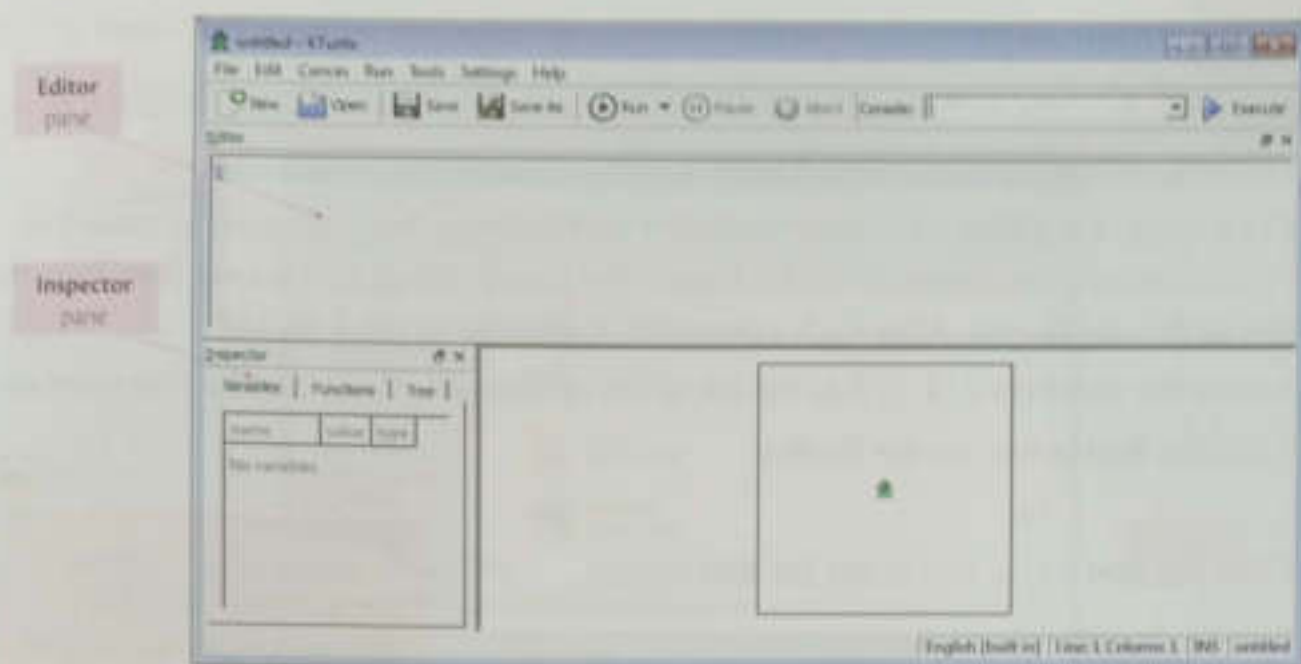 Editor
pane
Inspector
pane
untitled - KTurtle
File Edit Canvas Run Tools Settings Help
New Open Save Save As Run Pause Abort Console: Execute
Editor
1
Inspector
Variables Functions Tree
name value type
No variables
English [built in] Line: 1 Column: 1 INS untitled